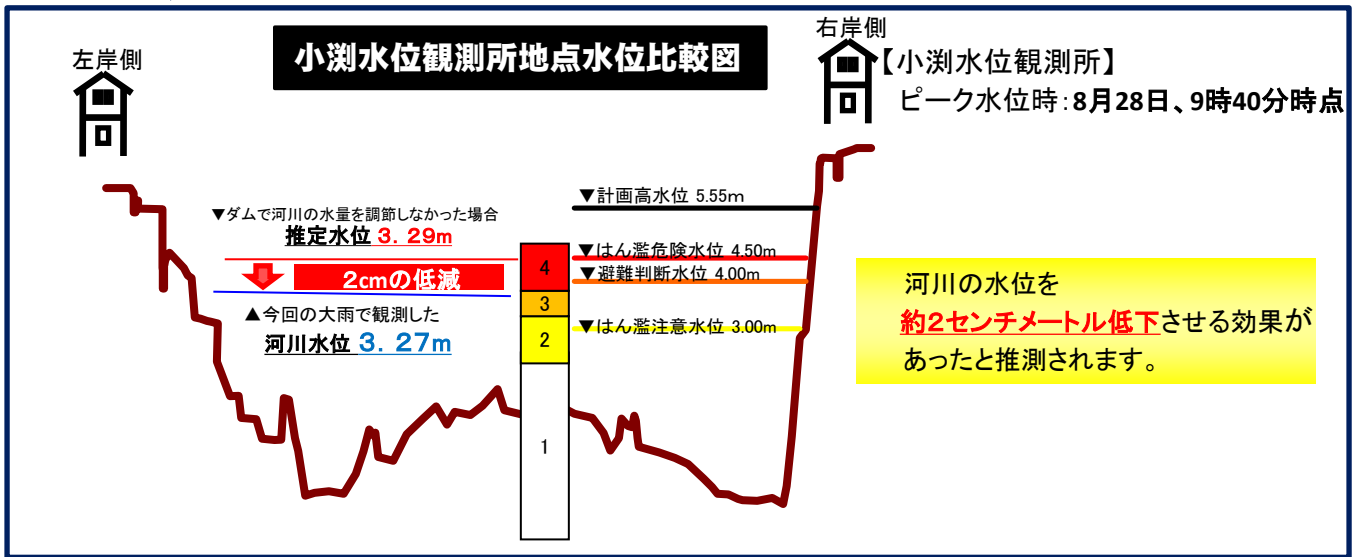 小渕水位観測所地点水位比較図
左岸側
右岸側
【小渕水位観測所】
ピーク水位時:8月28日、9時40分時点
▼計画高水位 5.55m
▼ダムで河川の水量を調節しなかった場合
推定水位 3.29m
2cmの低減
▲今回の大雨で観測した
河川水位 3.27m
▼はん濫危険水位 4.50m
▼避難判断水位 4.00m
▼はん濫注意水位 3.00m
4
3
2
1
河川の水位を
約2センチメートル低下させる効果が
あったと推測されます。